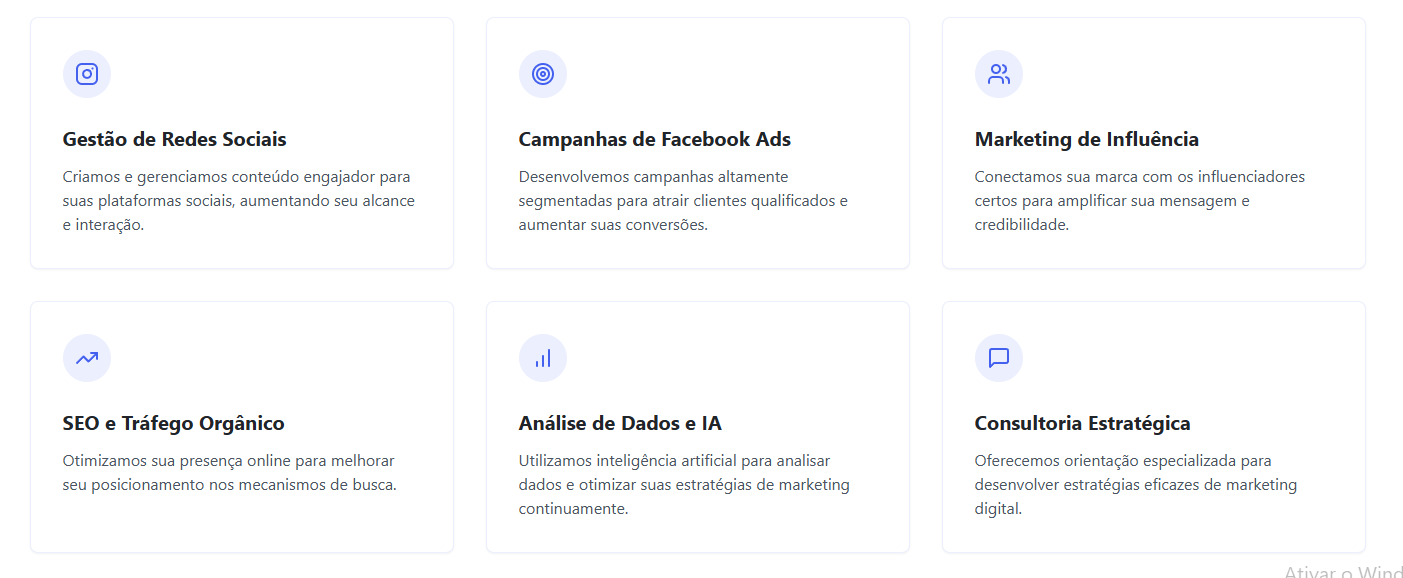 Gestão de Redes Sociais
Criamos e gerenciamos conteúdo engajador para
suas plataformas sociais, aumentando seu alcance
e interação.
Campanhas de Facebook Ads
Desenvolvemos campanhas altamente
segmentadas para atrair clientes qualificados e
aumentar suas conversões.
Marketing de Influência
Conectamos sua marca com os influenciadores
certos para amplificar sua mensagem e
credibilidade.
SEO e Tráfego Orgânico
Otimizamos sua presença online para melhorar
seu posicionamento nos mecanismos de busca.
Análise de Dados e IA
Utilizamos inteligência artificial para analisar
dados e otimizar suas estratégias de marketing
continuamente.
Consultoria Estratégica
Oferecemos orientação especializada para
desenvolver estratégias eficazes de marketing
digital.
Ativar o Wind